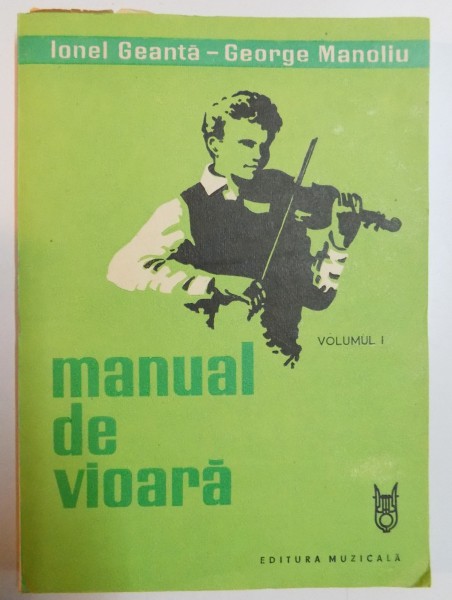 Ionel Geantă – George Manoliu
VOLUMUL I
manual
de
vioară
EDITURA MUZICALĂ